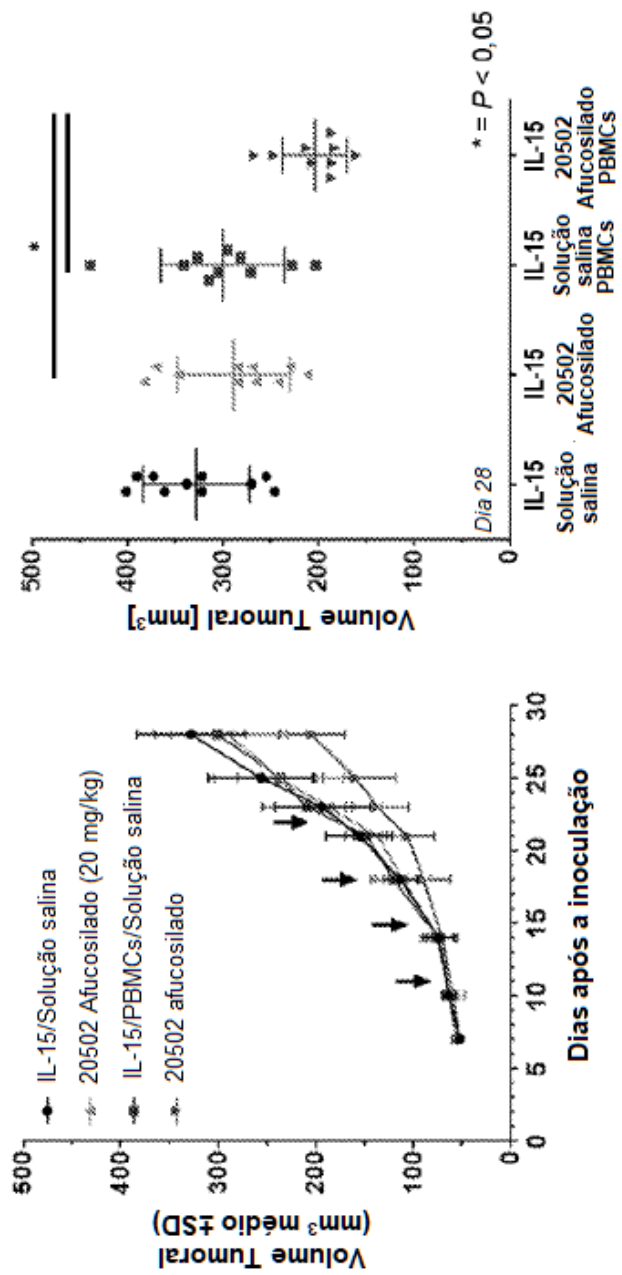 Volume Tumoral
(mm³ médio ±SD)
500
400
300
200
100
0
IL-15/Solução salina
20502 Afucosilado (20 mg/kg)
IL-15/PBMCs/Solução salina
20502 afucosilado
0
5
10
15
20
25
30
Dias após a inoculação
Volume Tumoral [mm³]
500
400
300
200
100
0
*
Dia 28
* = P < 0,05
IL-15
Solução
salina
IL-15
20502
Afucosilado
IL-15
Solução
salina
PBMCs
IL-15
20502
Afucosilado
PBMCs